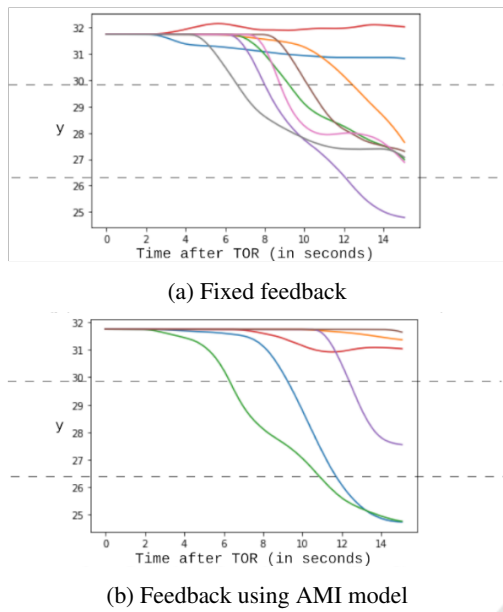 32
31
30
29
28
27
26
25
y
0 2 4 6 8 10 12 14
Time after TOR (in seconds)
(a) Fixed feedback
32
31
30
29
28
27
26
25
y
0 2 4 6 8 10 12 14
Time after TOR (in seconds)
(b) Feedback using AMI model